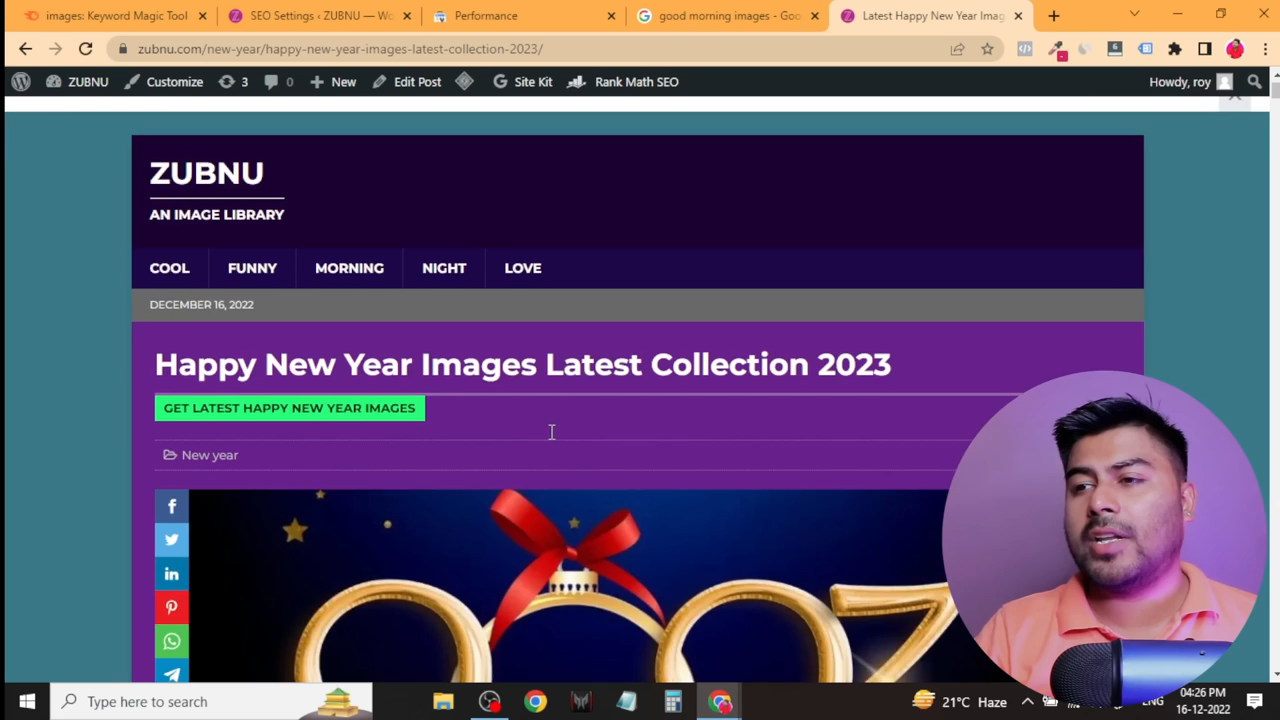 images: Keyword Magic Tool
SEO Settings ‹ ZUBNU — Wo
Performance
good morning images - Goo
Latest Happy New Year Imag
zubnu.com/new-year/happy-new-year-images-latest-collection-2023/
6
ZUBNU
Customize
3
0
New
Edit Post
Site Kit
Rank Math SEO
Howdy, roy
ZUBNU
AN IMAGE LIBRARY
COOL
FUNNY
MORNING
NIGHT
LOVE
DECEMBER 16, 2022
Happy New Year Images Latest Collection 2023
GET LATEST HAPPY NEW YEAR IMAGES
New year
Type here to search
21°C Haze
ENG
04:26 PM
16-12-2022